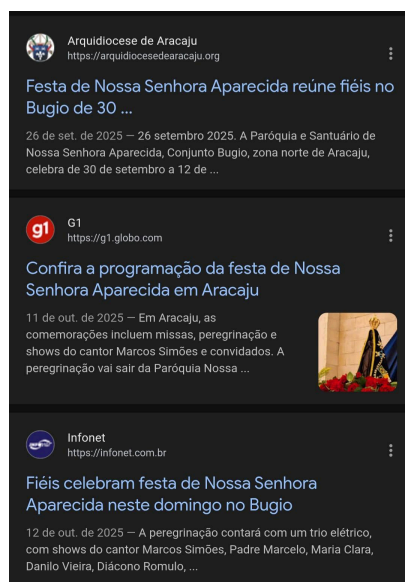 Arquidiocese de Aracaju
https://arquidiocesedearacaju.org
Festa de Nossa Senhora Aparecida reúne fiéis no
Bugio de 30 ...
26 de set. de 2025 — 26 setembro 2025. A Paróquia e Santuário de
Nossa Senhora Aparecida, Conjunto Bugio, zona norte de Aracaju,
celebra de 30 de setembro a 12 de ...
g1
G1
https://g1.globo.com
Confira a programação da festa de Nossa
Senhora Aparecida em Aracaju
11 de out. de 2025 — Em Aracaju, as
comemorações incluem missas, peregrinação e
shows do cantor Marcos Simões e convidados. A
peregrinação vai sair da Paróquia Nossa ...
Infonet
https://infonet.com.br
Fiéis celebram festa de Nossa Senhora
Aparecida neste domingo no Bugio
12 de out. de 2025 — A peregrinação contará com um trio elétrico,
com shows do cantor Marcos Simões, Padre Marcelo, Maria Clara,
Danilo Vieira, Diácono Romulo, ...